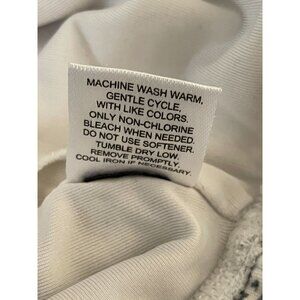 MACHINE WASH WARM,
GENTLE CYCLE,
WITH LIKE COLORS.
ONLY NON-CHLORINE
BLEACH WHEN NEEDED.
DO NOT USE SOFTENER.
TUMBLE DRY LOW.
REMOVE PROMPTLY.
COOL IRON IF NECESSARY.